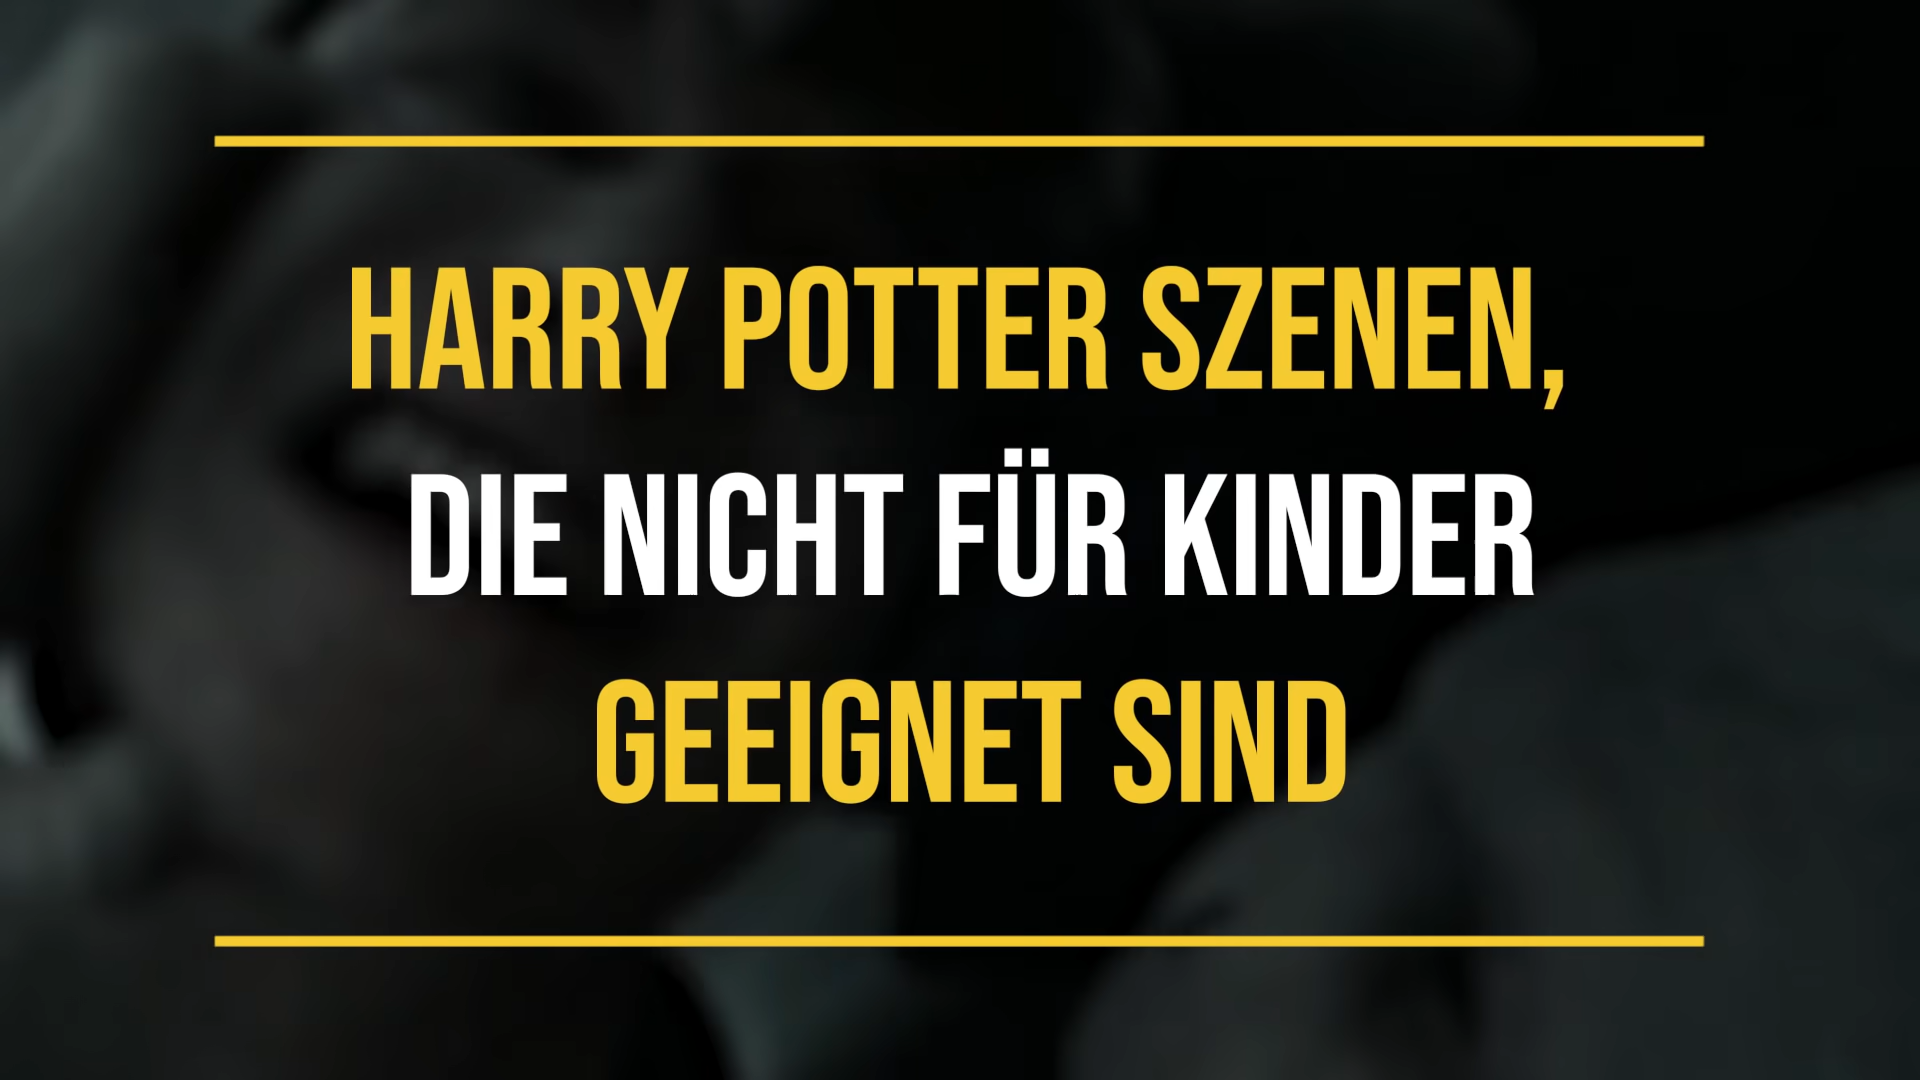 HARRY POTTER SZENEN,
DIE NICHT FÜR KINDER
GEEIGNET SIND